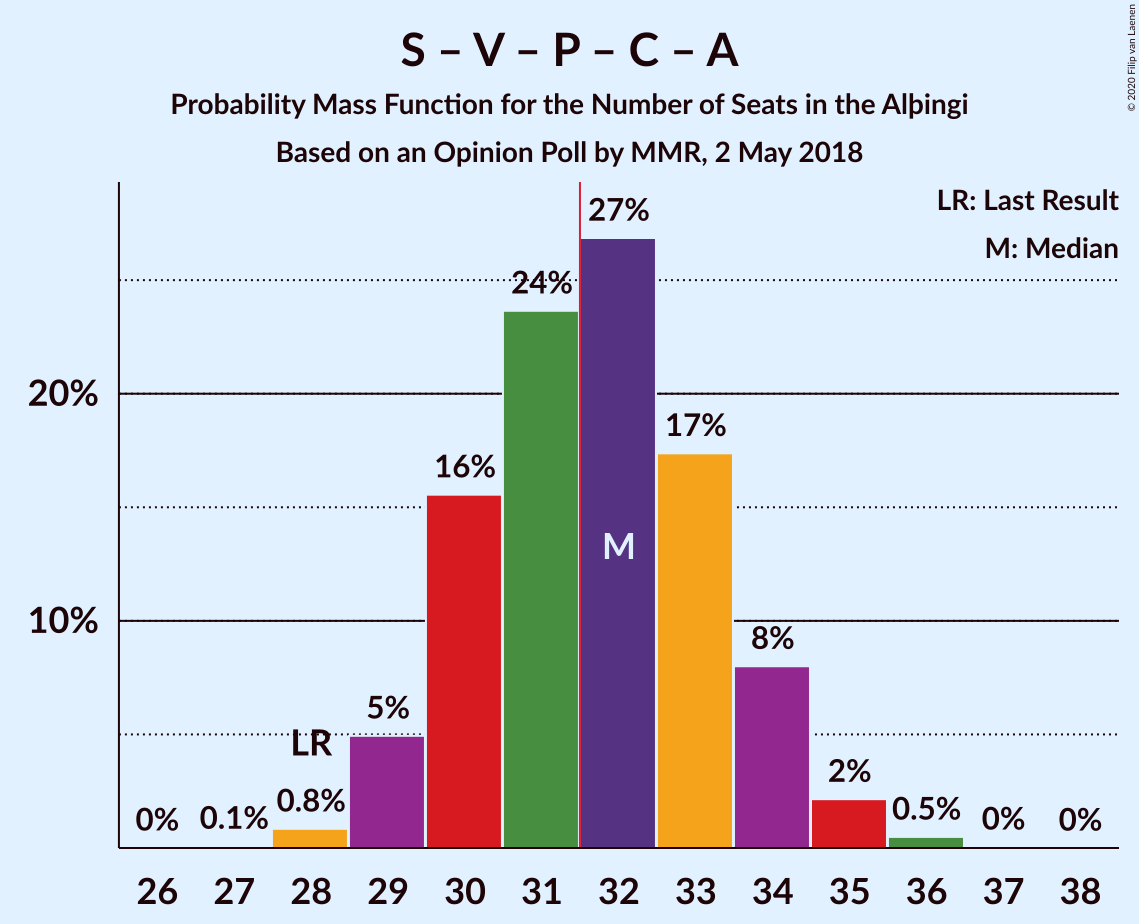 S – V – P – C – A
Probability Mass Function for the Number of Seats in the Alþingi
Based on an Opinion Poll by MMR, 2 May 2018
© 2020 Filip van Laenen
LR: Last Result
M: Median
27%
24%
20%
17%
16%
M
10%
8%
5%
LR
2%
0%
0.1%
0.8%
0.5%
0%
0%
26 27 28 29 30 31 32 33 34 35 36 37 38